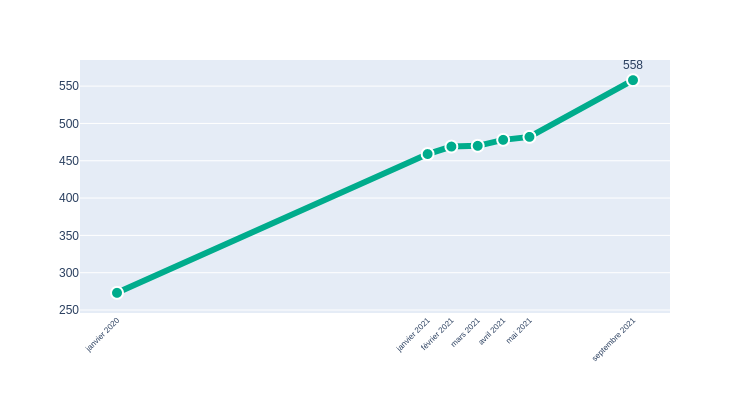 558
550
500
450
400
350
300
250
janvier 2020
janvier 2021
février 2021
mars 2021
avril 2021
mai 2021
septembre 2021